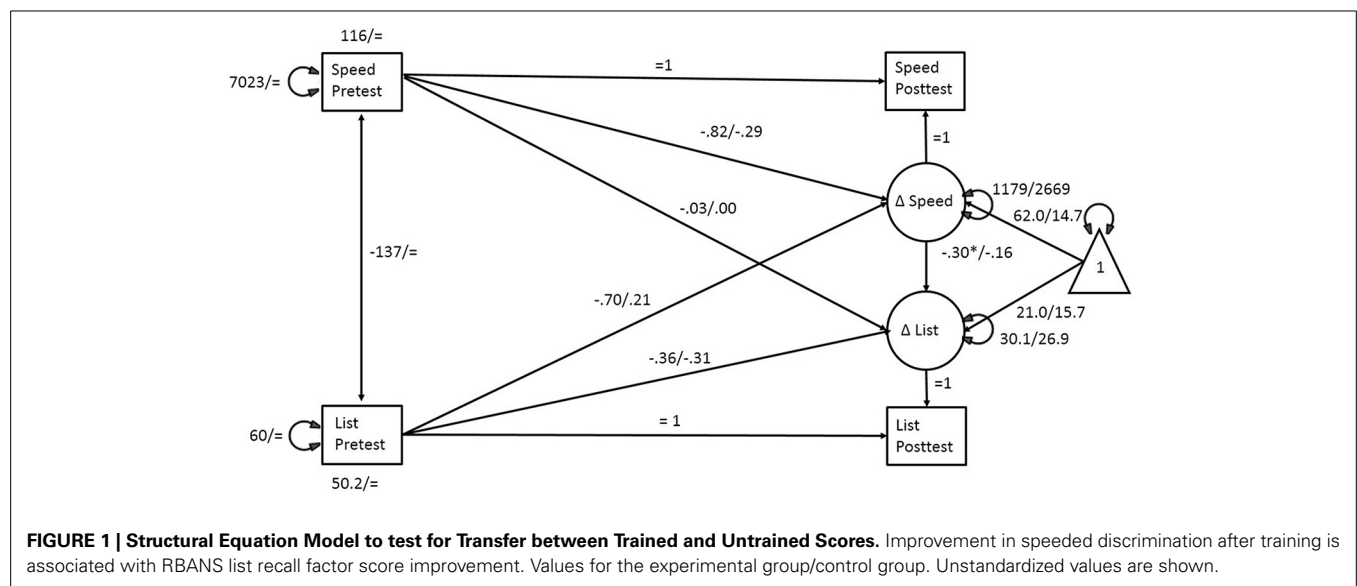 116/=
7023/=
Speed
Pretest
=1
Speed
Posttest
-.82/-.29
=1
Δ Speed
1179/2669
62.0/14.7
-.03/.00
-137/=
-.30*/-.16
1
-.70/.21
21.0/15.7
Δ List
30.1/26.9
-.36/-.31
=1
60/=
List
Pretest
= 1
List
Posttest
50.2/=
FIGURE 1 | Structural Equation Model to test for Transfer between Trained and Untrained Scores. Improvement in speeded discrimination after training is
associated with RBANS list recall factor score improvement. Values for the experimental group/control group. Unstandardized values are shown.